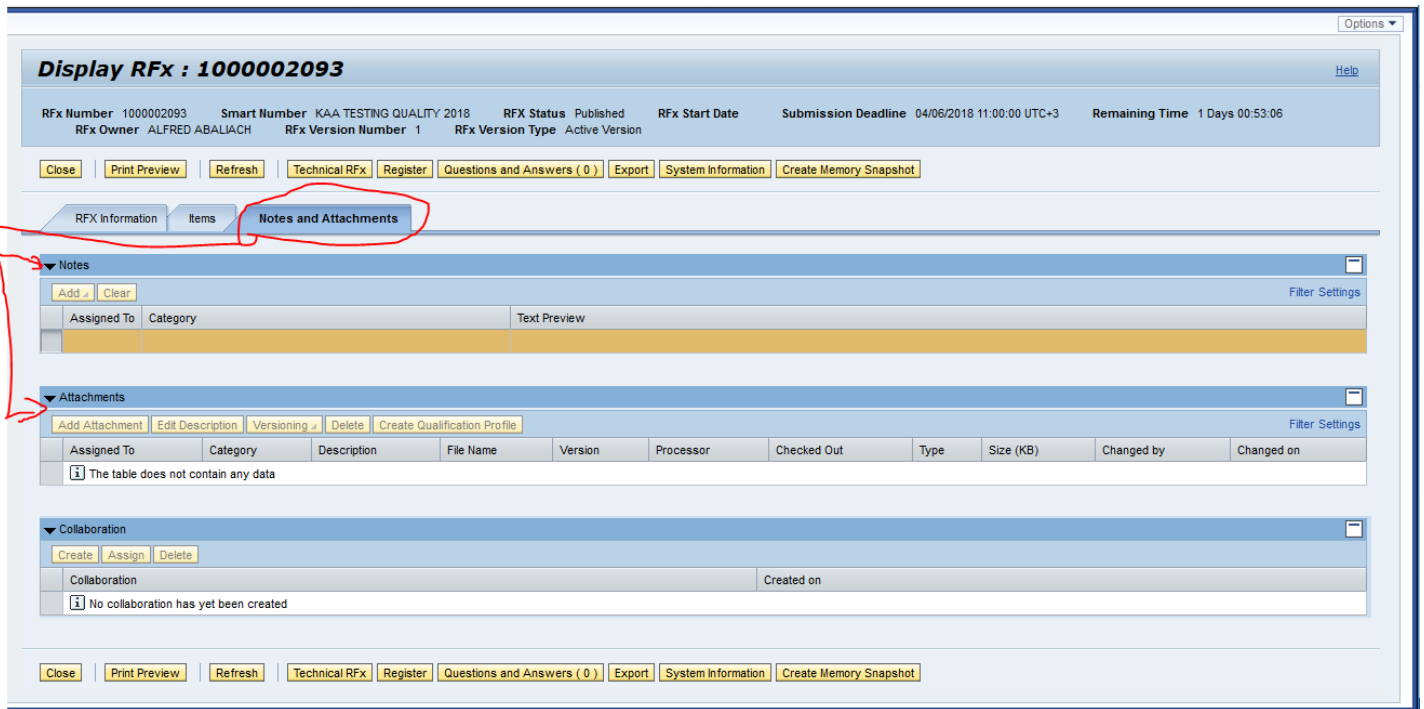 Options
Display RFx : 1000002093
Help
RFx Number 1000002093 Smart Number KAA TESTING QUALITY 2018 RFX Status Published RFx Start Date Submission Deadline 04/06/2018 11:00:00 UTC+3 Remaining Time 1 Days 00:53:06
RFx Owner ALFRED ABALIACH RFx Version Number 1 RFx Version Type Active Version
Close Print Preview Refresh Technical RFx Register Questions and Answers ( 0 ) Export System Information Create Memory Snapshot
RFX Information Items Notes and Attachments
Notes
Add Clear Filter Settings
Assigned To Category Text Preview
Attachments
Add Attachment Edit Description Versioning Delete Create Qualification Profile Filter Settings
Assigned To Category Description File Name Version Processor Checked Out Type Size (KB) Changed by Changed on
The table does not contain any data
Collaboration
Create Assign Delete
Collaboration Created on
No collaboration has yet been created
Close Print Preview Refresh Technical RFx Register Questions and Answers ( 0 ) Export System Information Create Memory Snapshot